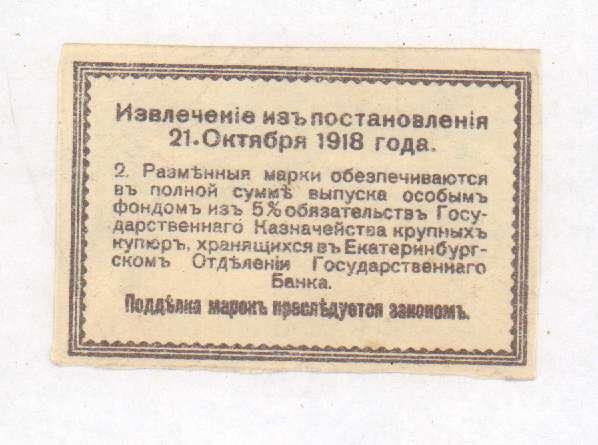 Извлеченіе изъ постановленія
21·Октября 1918 года.
2. Размѣнныя марки обезпечиваются
въ полной суммѣ выпуска особымъ
фондомъ изъ 5% обязательствъ Госу-
дарственнаго Казначейства крупныхъ
купюръ, хранящихся въ Екатеринбург-
скомъ Отдѣленіи Государственнаго
Банка.
Поддѣлка марокъ преслѣдуется закономъ.